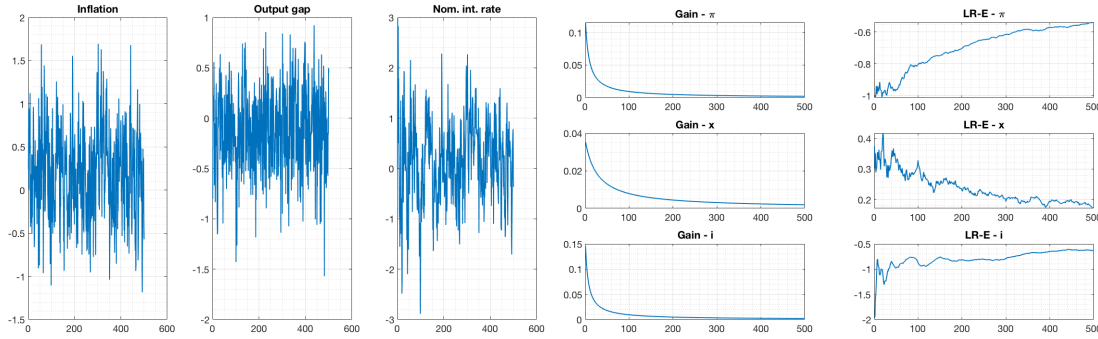 Inflation
2
1.5
1
0.5
0
-0.5
-1
-1.5
0 200 400 600
Output gap
1
0.5
0
-0.5
-1
-1.5
-2
0 200 400 600
Nom. int. rate
3
2
1
0
-1
-2
-3
0 200 400 600
Gain - π
0.1
0.05
0
0 100 200 300 400 500
Gain - x
0.04
0.02
0
0 100 200 300 400 500
Gain - i
0.15
0.1
0.05
0
0 100 200 300 400 500
LR-E - π
-0.6
-0.8
-1
0 100 200 300 400 500
LR-E - x
0.4
0.3
0.2
0 100 200 300 400 500
LR-E - i
-0.5
-1
-1.5
-2
0 100 200 300 400 500